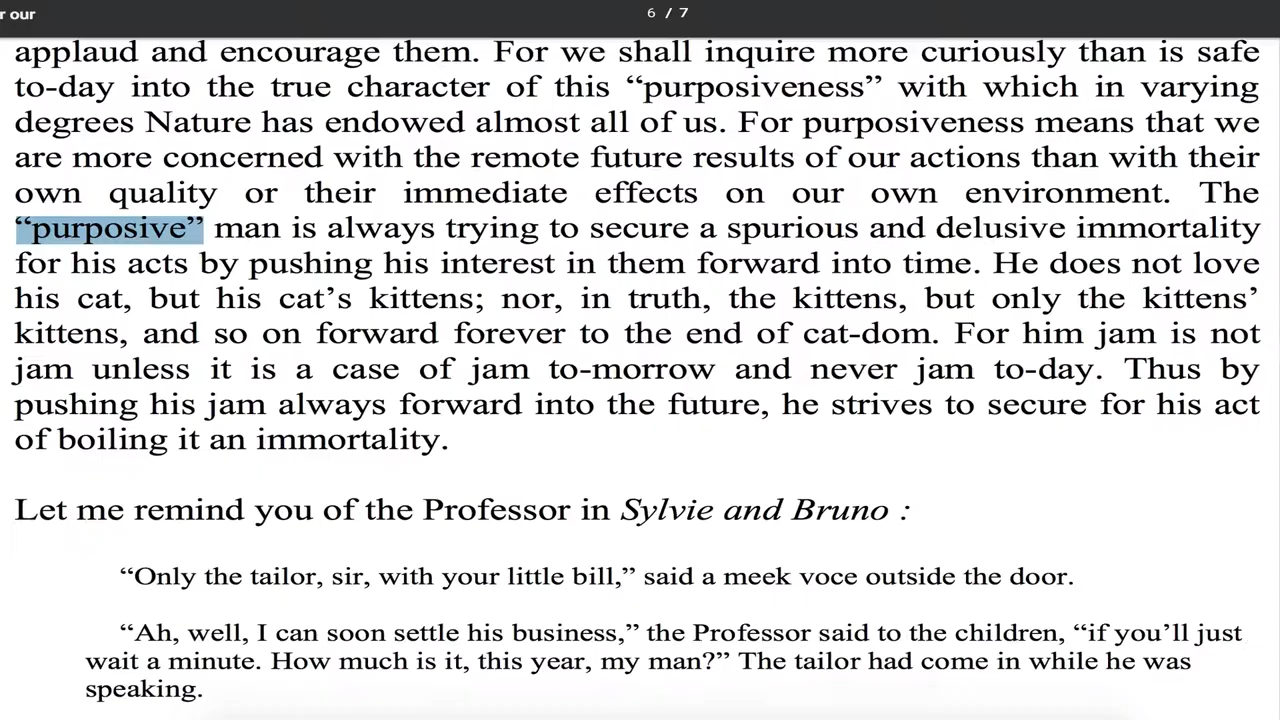 r our
6 / 7
applaud and encourage them. For we shall inquire more curiously than is safe
to-day into the true character of this “purposiveness” with which in varying
degrees Nature has endowed almost all of us. For purposiveness means that we
are more concerned with the remote future results of our actions than with their
own quality or their immediate effects on our own environment. The
“purposive” man is always trying to secure a spurious and delusive immortality
for his acts by pushing his interest in them forward into time. He does not love
his cat, but his cat’s kittens; nor, in truth, the kittens, but only the kittens’
kittens, and so on forward forever to the end of cat-dom. For him jam is not
jam unless it is a case of jam to-morrow and never jam to-day. Thus by
pushing his jam always forward into the future, he strives to secure for his act
of boiling it an immortality.
Let me remind you of the Professor in Sylvie and Bruno :
“Only the tailor, sir, with your little bill,” said a meek voce outside the door.
“Ah, well, I can soon settle his business,” the Professor said to the children, “if you’ll just
wait a minute. How much is it, this year, my man?” The tailor had come in while he was
speaking.